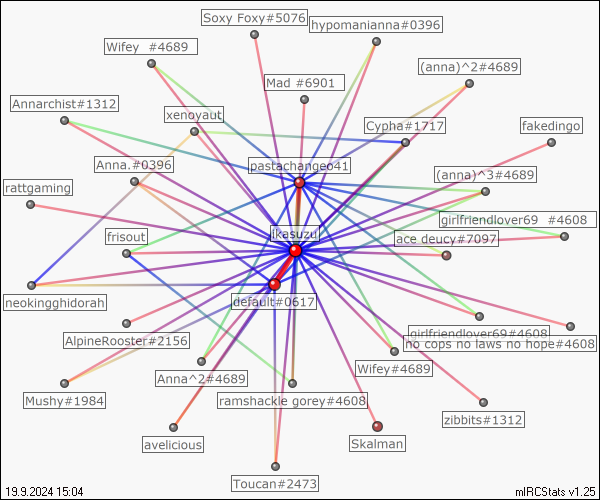 Soxy Foxy#5076
hypomanianna#0396
Wifey  #4689
(anna)^2#4689
Mad #6901
Annarchist#1312
xenoyaut
Cypha#1717
fakedingo
Anna.#0396
pastachangeo41
(anna)^3#4689
rattgaming
girlfriendlover69  #4608
frisout
ikasuzu
ace deucy#7097
neokingghidorah
default#0617
AlpineRooster#2156
girlfriendlover69#4608
no cops no laws no hope#4608
Anna^2#4689
Wifey#4689
Mushy#1984
ramshackle gorey#4608
zibbits#1312
avelicious
Skalman
Toucan#2473
19.9.2024 15:04
mIRCStats v1.25